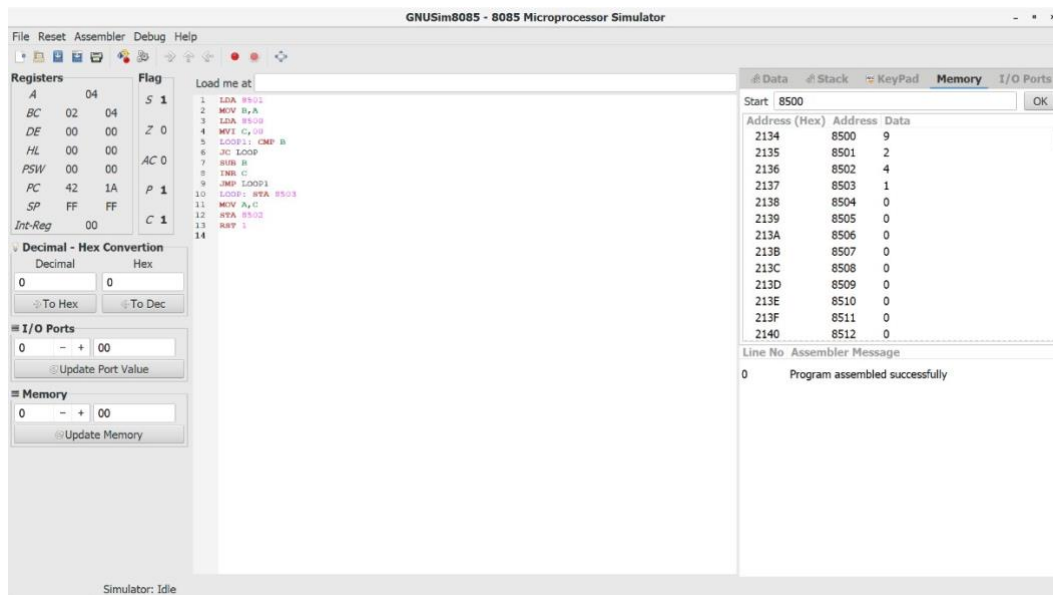 GNUSim8085 - 8085 Microprocessor Simulator
File Reset Assembler Debug Help
Registers
A 04
BC 02 04
DE 00 00
HL 00 00
PSW 00 00
PC 42 1A
SP FF FF
Int-Reg 00
Flag
S 1
Z 0
AC 0
P 1
C 1
Decimal - Hex Convertion
Decimal Hex
0 0
To Hex To Dec
I/O Ports
0 - + 00
Update Port Value
Memory
0 - + 00
Update Memory
Load me at
1 LDA 8501
2 MOV B,A
3 LDA 8500
4 MVI C,00
5 LOOP1: CMP B
6 JC LOOP
7 SUB B
8 INR C
9 JMP LOOP1
10 LOOP: STA 8503
11 MOV A,C
12 STA 8502
13 RST 1
14
Data Stack KeyPad Memory I/O Ports
Start 8500 OK
Address (Hex) Address Data
2134 8500 9
2135 8501 2
2136 8502 4
2137 8503 1
2138 8504 0
2139 8505 0
213A 8506 0
213B 8507 0
213C 8508 0
213D 8509 0
213E 8510 0
213F 8511 0
2140 8512 0
Line No Assembler Message
0 Program assembled successfully
Simulator: Idle